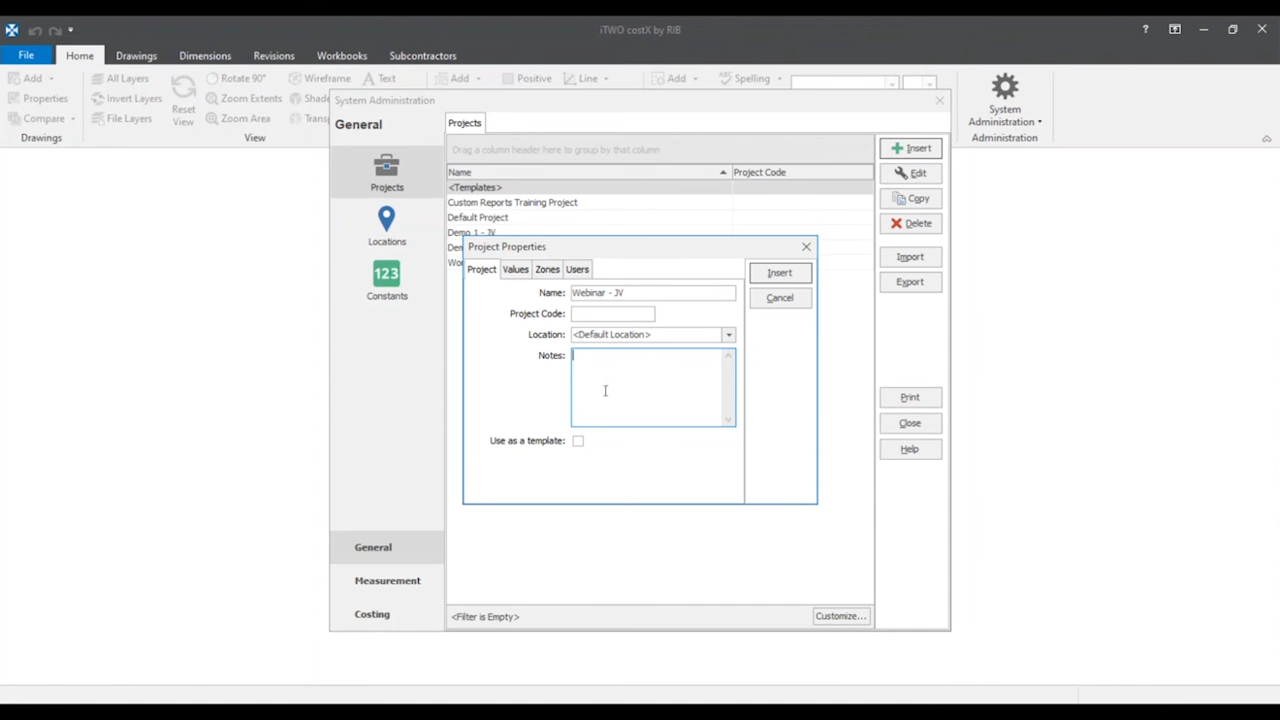 iTWO costX by RIB
?
File Home Drawings Dimensions Revisions Workbooks Subcontractors
Add All Layers Rotate 90° Wireframe Text Add Positive Line Add Spelling
Properties Invert Layers Reset View Zoom Extents
Compare File Layers Zoom Area
System Administration
Drawings View Administration
System Administration
General Projects
Drag a column header here to group by that column
Name Project Code
<Templates>
Custom Reports Training Project
Default Project
Demo 1 - JV
Projects
Locations
123
Constants
General
Measurement
Costing
Project Properties
Project Values Zones Users
Name: Webinar - JV
Project Code:
Location: <Default Location>
Notes:
Use as a template:
Insert
Cancel
<Filter is Empty> Customize...
Insert
Edit
Copy
Delete
Import
Export
Print
Close
Help